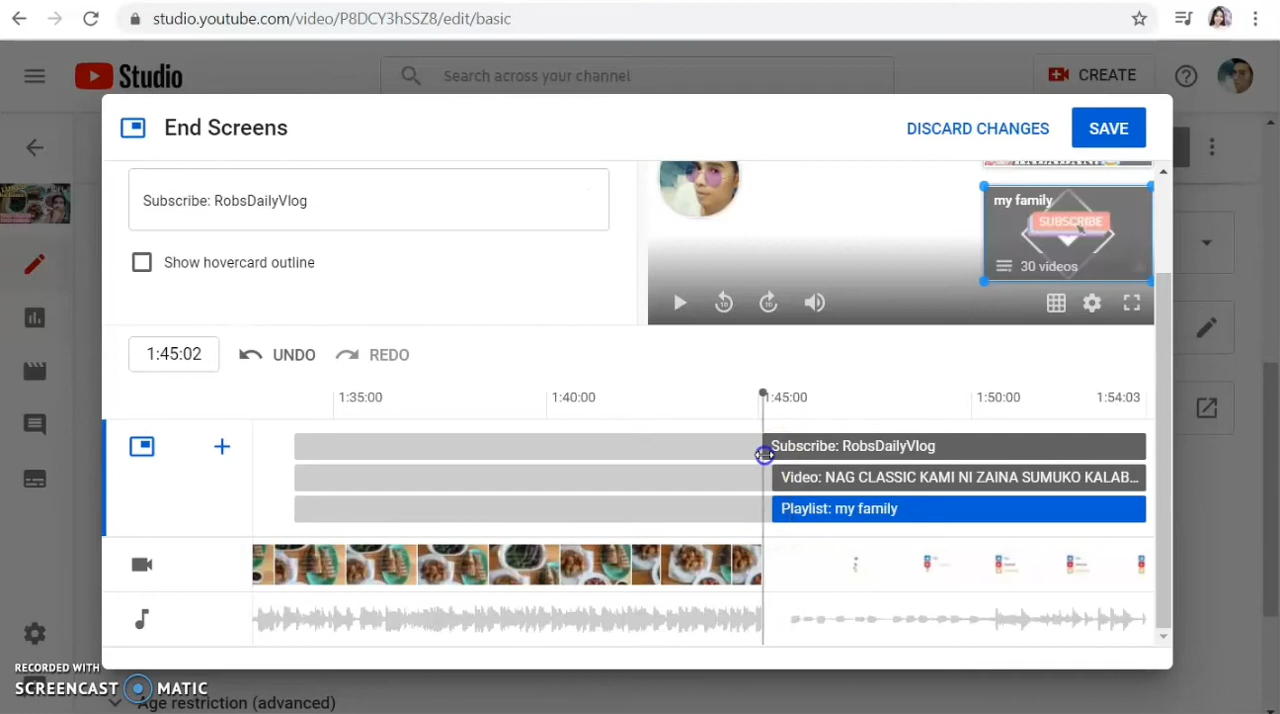 studio.youtube.com/video/P8DCY3hSSZ8/edit/basic
Studio
Search across your channel
CREATE
End Screens
DISCARD CHANGES
SAVE
Subscribe: RobsDailyVlog
Show hovercard outline
my family
SUBSCRIBE
30 videos
10
10
1:45:02
UNDO
REDO
1:35:00
1:40:00
1:45:00
1:50:00
1:54:03
Subscribe: RobsDailyVlog
Video: NAG CLASSIC KAMI NI ZAINA SUMUKO KALAB...
Playlist: my family
RECORDED WITH
SCREENCAST MATIC
Age restriction (advanced)